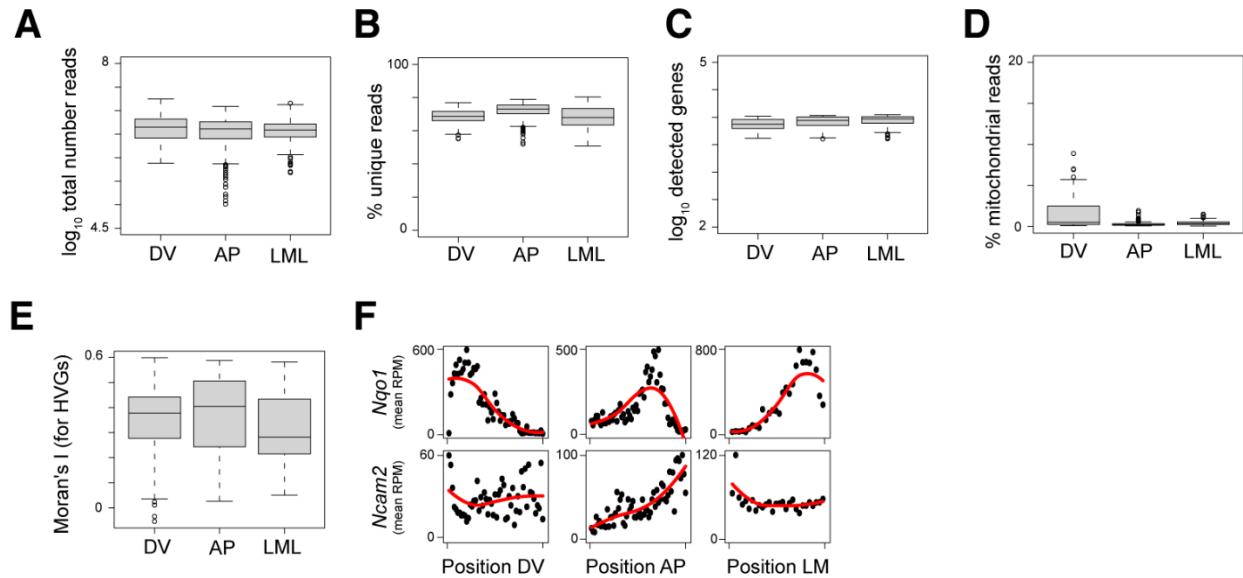 A
log10 total number reads
8
4.5
DV AP LML
B
% unique reads
100
0
DV AP LML
C
log10 detected genes
5
2
DV AP LML
D
% mitochondrial reads
20
0
DV AP LML
E
Moran's I (for HVGs)
0.6
0
DV AP LML
F
Nqo1
(mean RPM)
600
0
500
0
800
0
Ncam2
(mean RPM)
60
0
100
0
120
0
Position DV Position AP Position LM